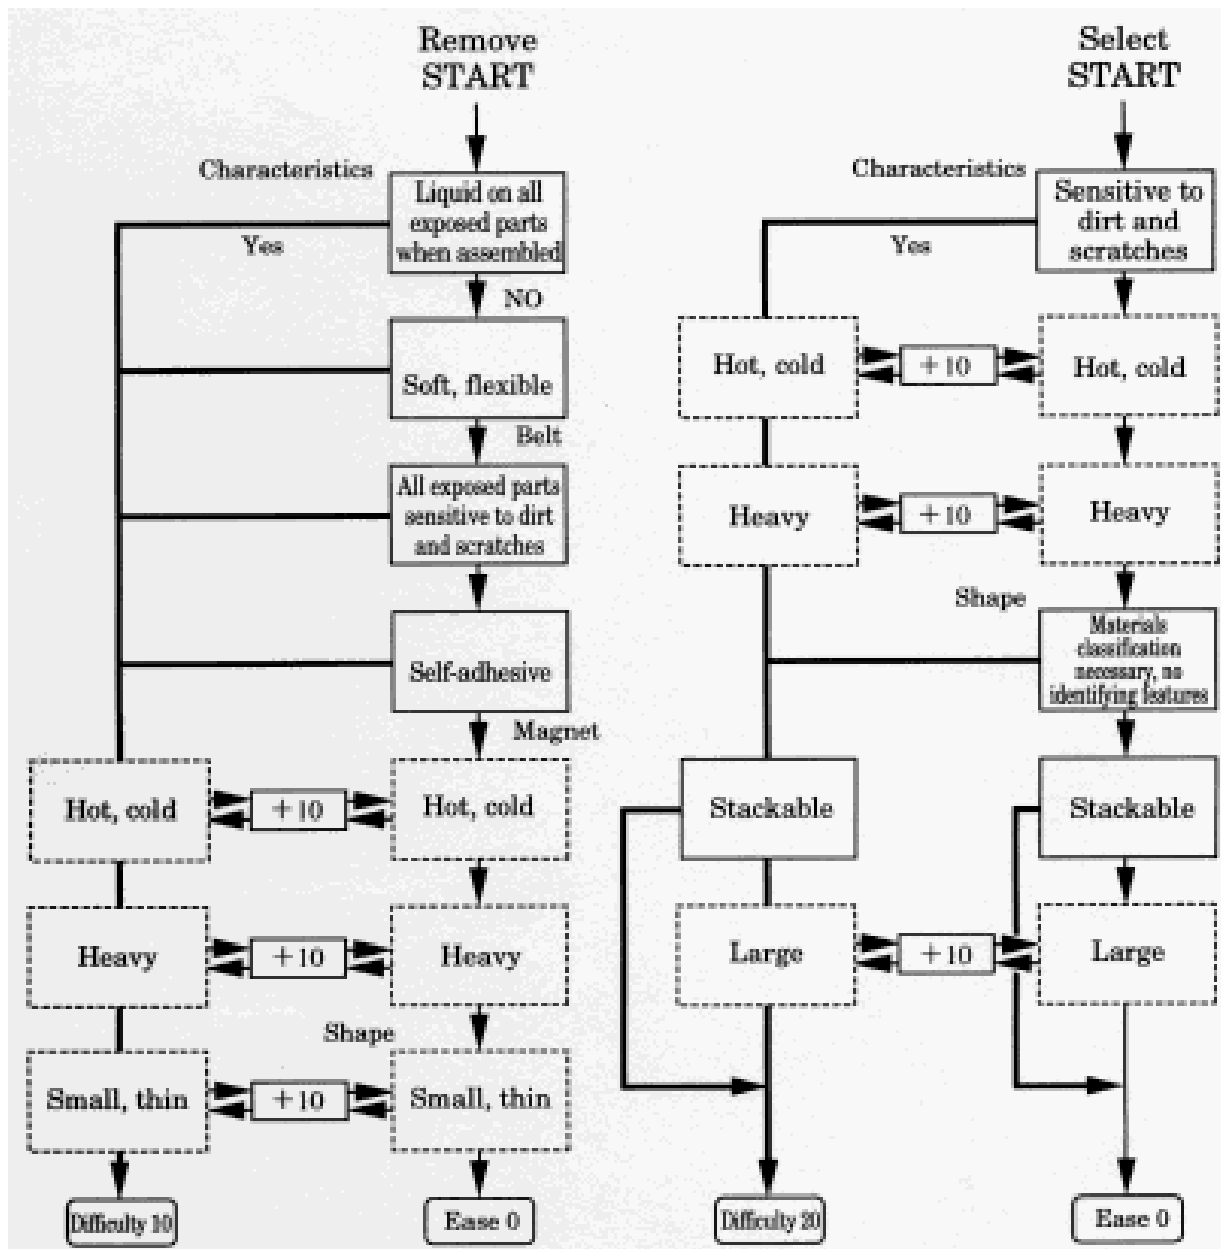 Remove
START
Characteristics
Liquid on all
exposed parts
when assembled
Yes
NO
Soft, flexible
Belt
All exposed parts
sensitive to dirt
and scratches
Self-adhesive
Magnet
Hot, cold
+10
Hot, cold
Heavy
+10
Heavy
Shape
Small, thin
+10
Small, thin
Difficulty 10
Ease 0
Select
START
Characteristics
Sensitive to
dirt and
scratches
Yes
Hot, cold
+10
Hot, cold
Heavy
+10
Heavy
Shape
Materials
classification
necessary, no
identifying features
Stackable
Stackable
Large
+10
Large
Difficulty 20
Ease 0